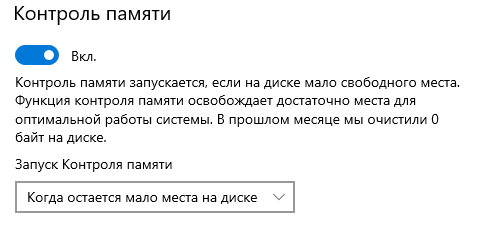 Контроль памяти
Вкл.
Контроль памяти запускается, если на диске мало свободного места.
Функция контроля памяти освобождает достаточно места для
оптимальной работы системы. В прошлом месяце мы очистили 0
байт на диске.
Запуск Контроля памяти
Когда остается мало места на диске